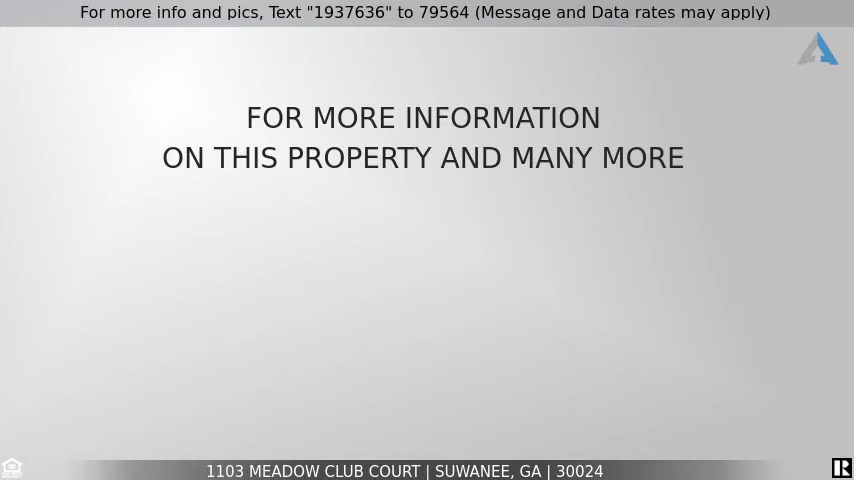 For more info and pics, Text "1937636" to 79564 (Message and Data rates may apply)
FOR MORE INFORMATION
ON THIS PROPERTY AND MANY MORE
1103 MEADOW CLUB COURT | SUWANEE, GA | 30024